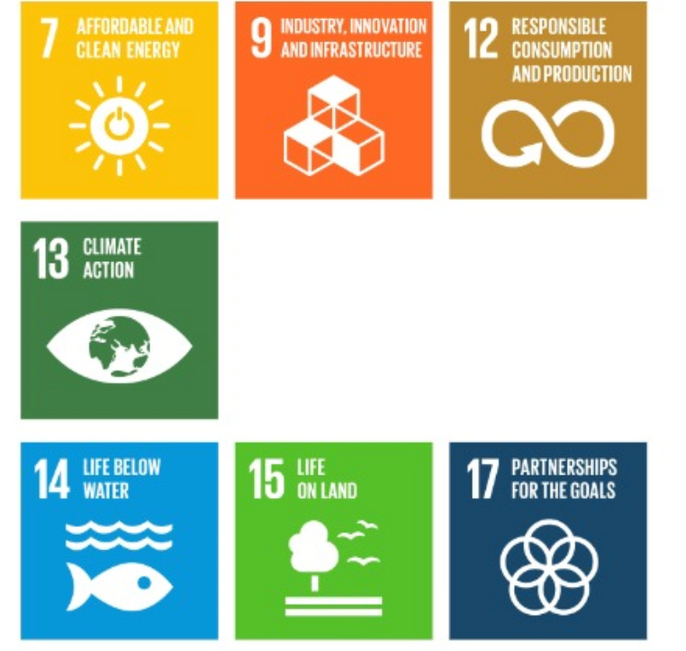 7 AFFORDABLE AND
CLEAN ENERGY
9 INDUSTRY, INNOVATION
AND INFRASTRUCTURE
12 RESPONSIBLE
CONSUMPTION
AND PRODUCTION
13 CLIMATE
ACTION
14 LIFE BELOW
WATER
15 LIFE
ON LAND
17 PARTNERSHIPS
FOR THE GOALS